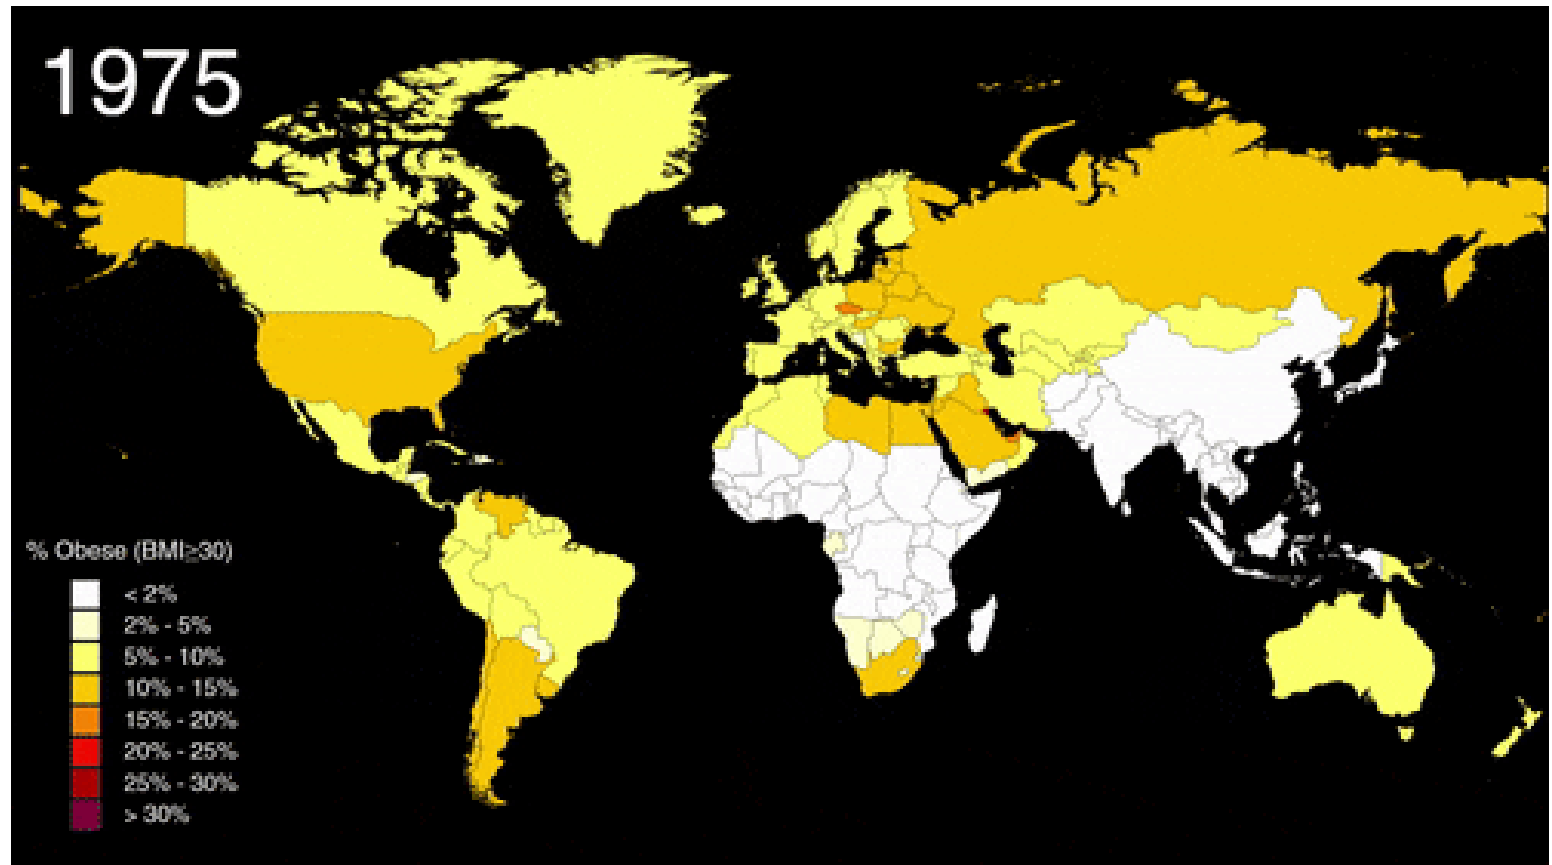 1975
% Obese (BMI≥30)
< 2%
2% - 5%
5% - 10%
10% - 15%
15% - 20%
20% - 25%
25% - 30%
> 30%